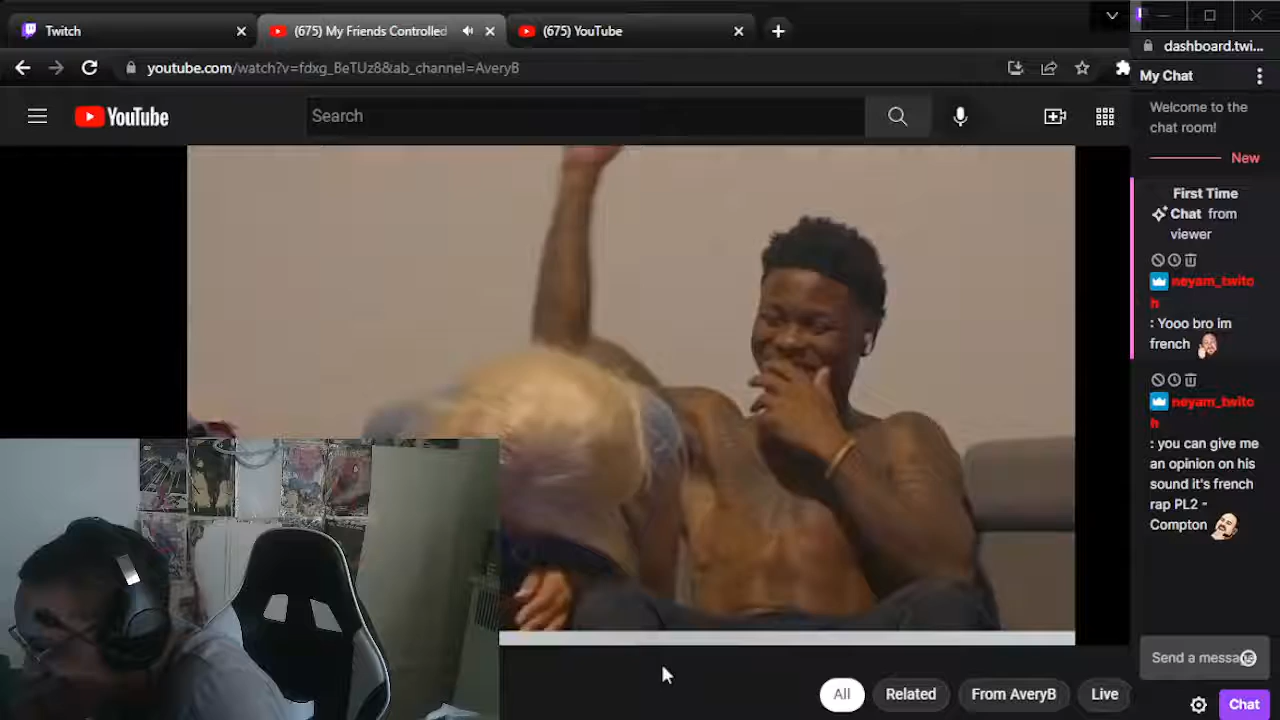 Twitch
(675) My Friends Controlled
(675) YouTube
youtube.com/watch?v=fdxg_BeTUz8&ab_channel=AveryB
dashboard.twi...
YouTube
Search
My Chat
Welcome to the
chat room!
New
First Time
Chat from
viewer
neyam_twitc
h
: Yooo bro im
french
neyam_twitc
h
: you can give me
an opinion on his
sound it's french
rap PL2 -
Compton
Send a message
All
Related
From AveryB
Live
Chat